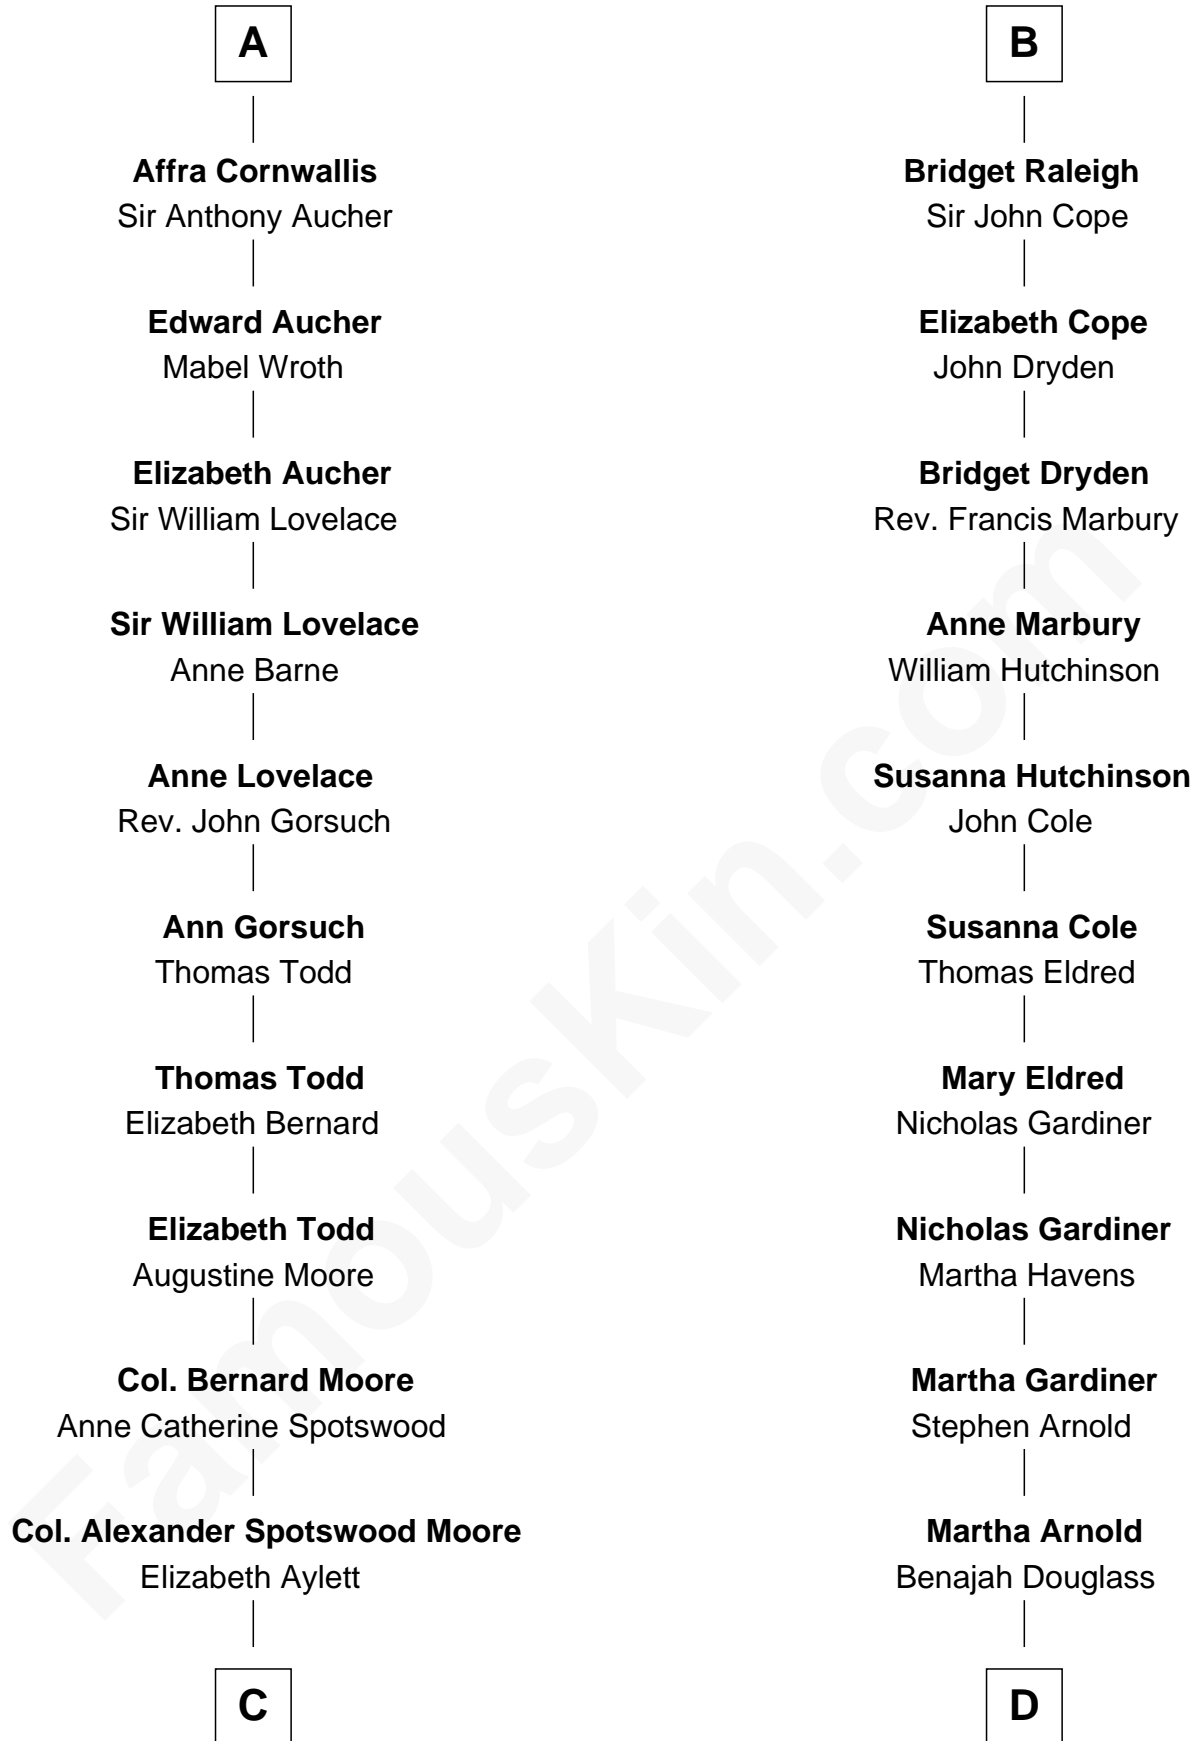 A
Affra Cornwallis
Sir Anthony Aucher
Edward Aucher
Mabel Wroth
Elizabeth Aucher
Sir William Lovelace
Sir William Lovelace
Anne Barne
Anne Lovelace
Rev. John Gorsuch
Ann Gorsuch
Thomas Todd
Thomas Todd
Elizabeth Bernard
Elizabeth Todd
Augustine Moore
Col. Bernard Moore
Anne Catherine Spotswood
Col. Alexander Spotswood Moore
Elizabeth Aylett
C
B
Bridget Raleigh
Sir John Cope
Elizabeth Cope
John Dryden
Bridget Dryden
Rev. Francis Marbury
Anne Marbury
William Hutchinson
Susanna Hutchinson
John Cole
Susanna Cole
Thomas Eldred
Mary Eldred
Nicholas Gardiner
Nicholas Gardiner
Martha Havens
Martha Gardiner
Stephen Arnold
Martha Arnold
Benajah Douglass
D
FamousKin.com